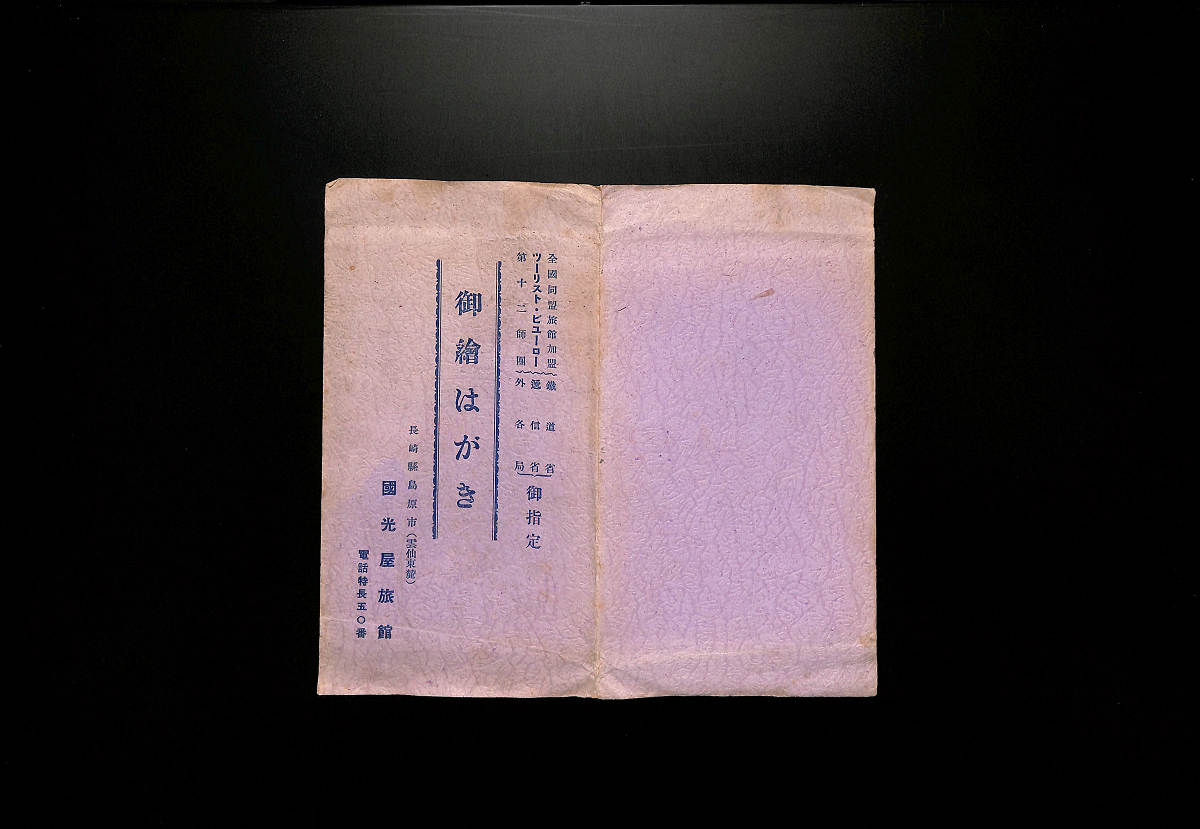 全國同盟旅館加盟
ツーリスト・ビユーロー
第十二師團
鐵道省
遞信省
外各局
御指定
御繪はがき
長崎縣島原市(雲仙東麓)
國光屋旅館
電話特長五〇番